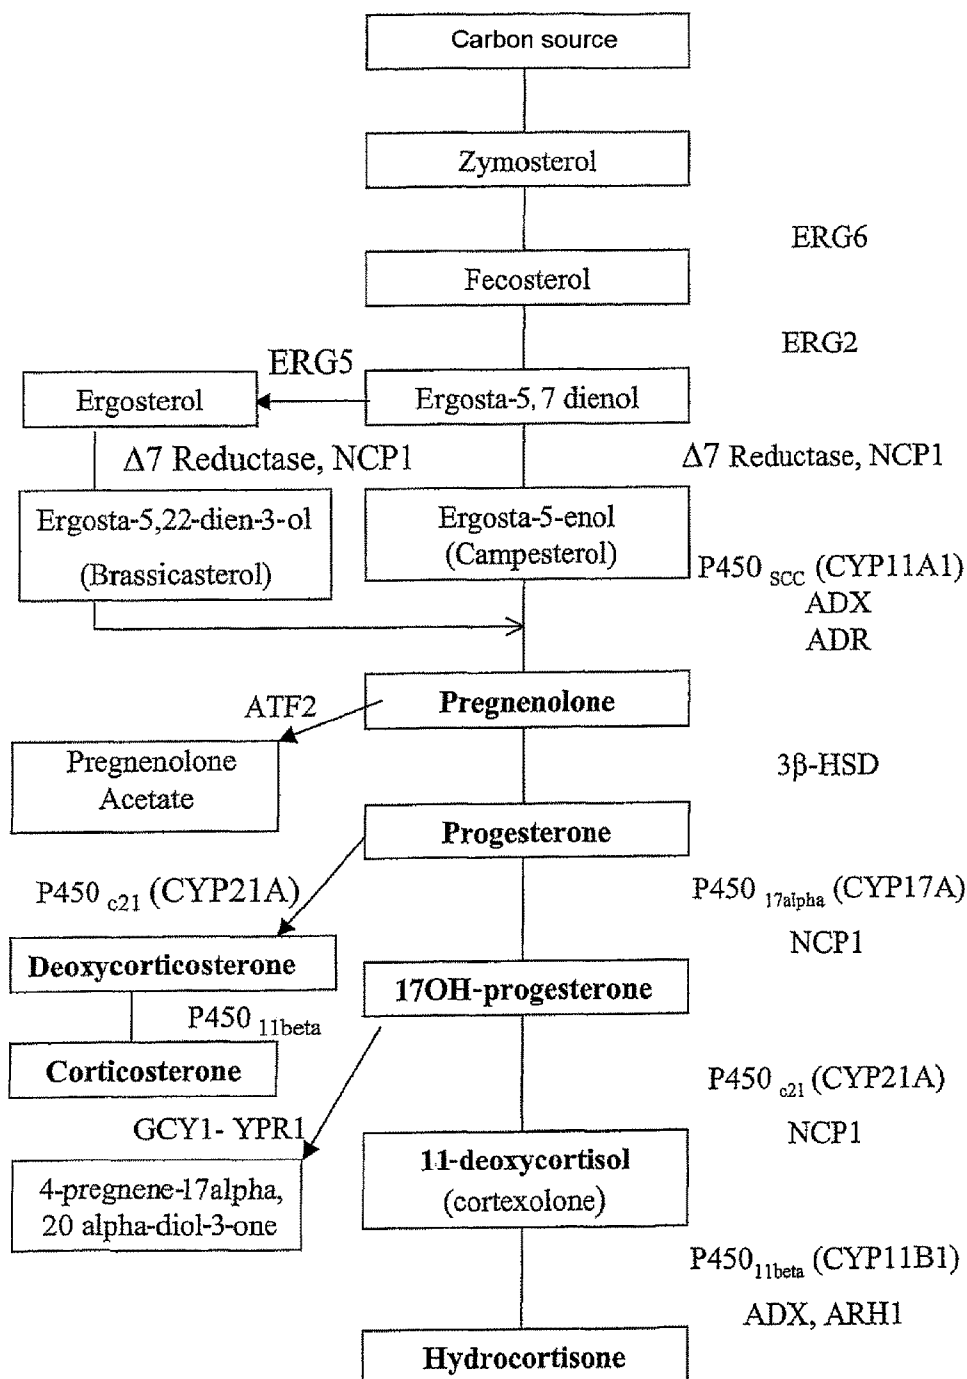 Carbon source
Zymosterol
ERG6
Fecosterol
ERG2
ERG5
Ergosterol
Ergosta-5, 7 dienol
Δ7 Reductase, NCP1
Δ7 Reductase, NCP1
Ergosta-5,22-dien-3-ol
(Brassicasterol)
Ergosta-5-enol
(Campesterol)
P450 SCC (CYP11A1)
ADX
ADR
Pregnenolone
ATF2
Pregnenolone
Acetate
3β-HSD
Progesterone
P450 c21 (CYP21A)
P450 17alpha (CYP17A)
NCP1
Deoxycorticosterone
17OH-progesterone
P450 11beta
Corticosterone
P450 c21 (CYP21A)
NCP1
GCY1- YPR1
11-deoxycortisol
(cortexolone)
4-pregnene-17alpha,
20 alpha-diol-3-one
P450 11beta (CYP11B1)
ADX, ARH1
Hydrocortisone